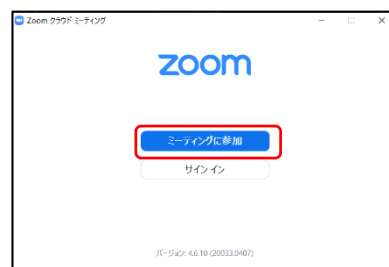 Zoom クラウド ミーティング
zoom
ミーティングに参加
サイン イン
バージョン: 4.6.10 (20033.0407)